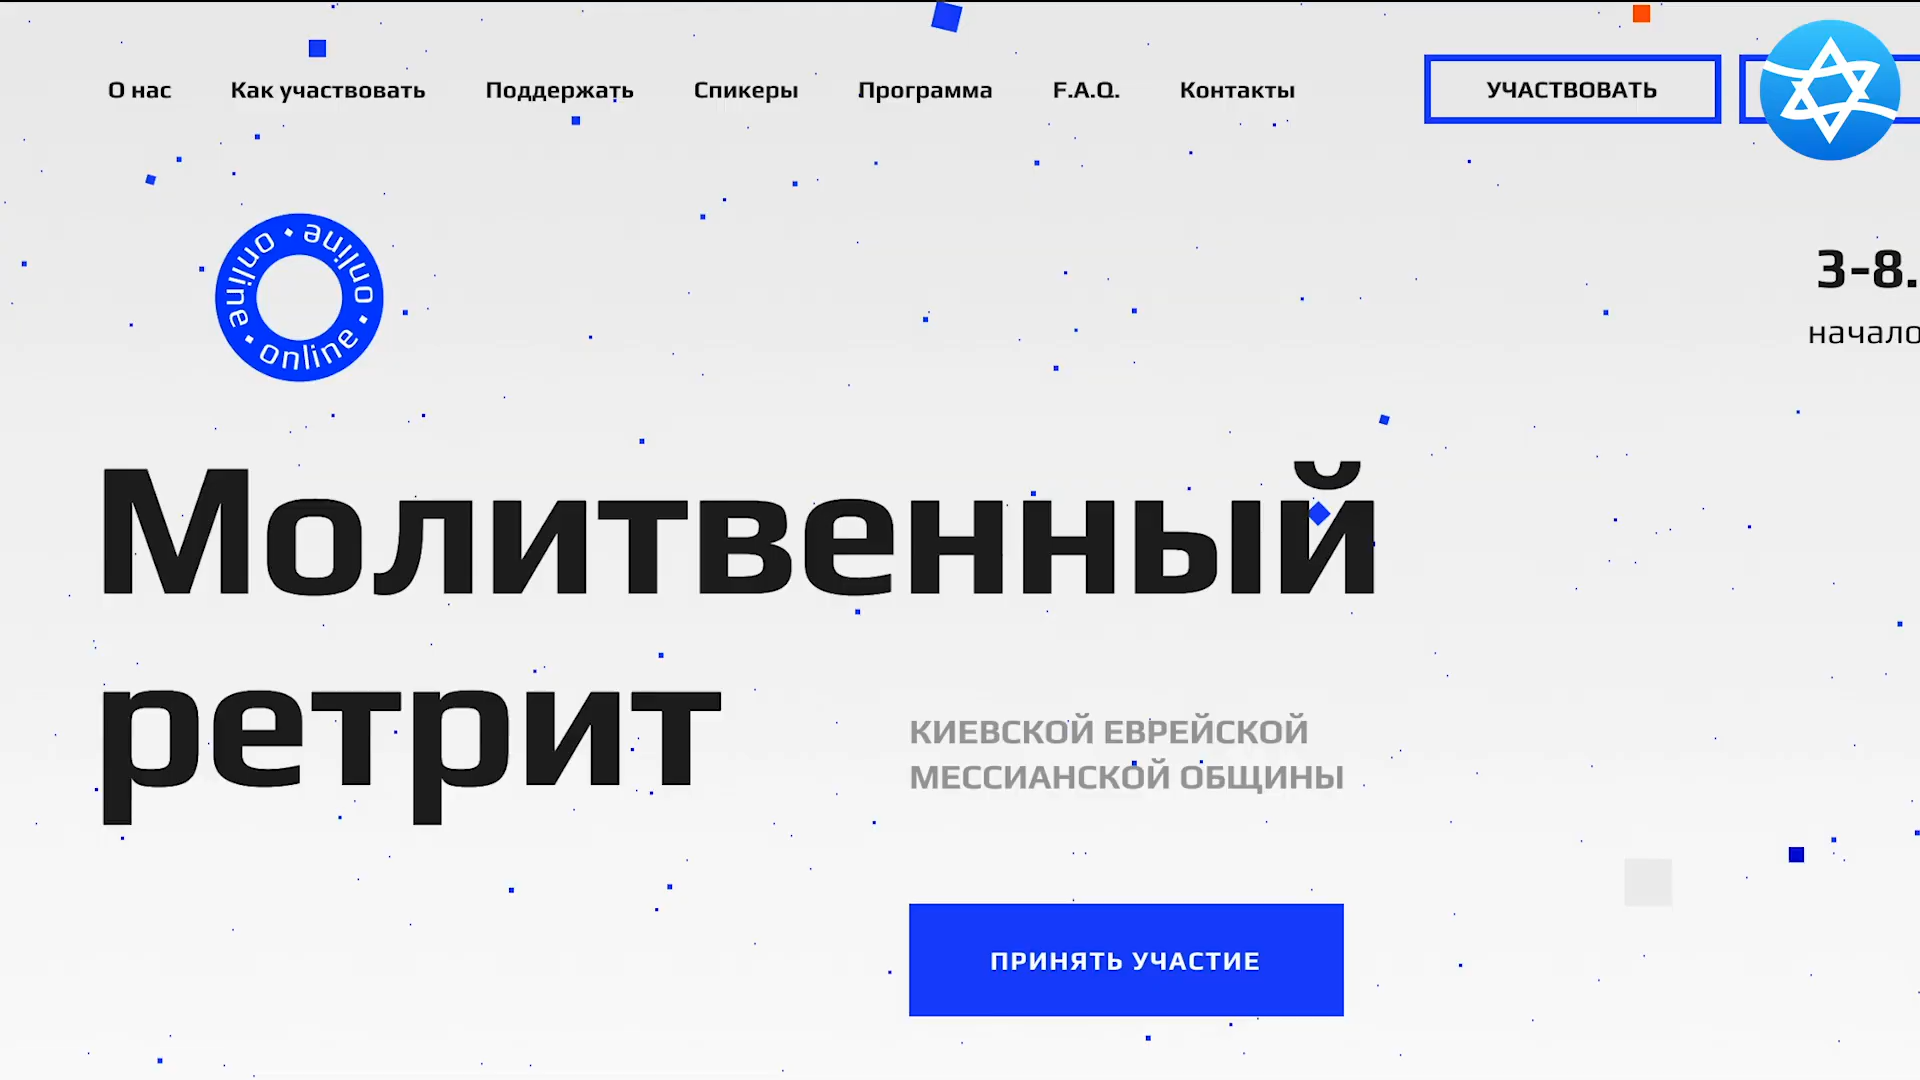 О нас
Как участвовать
Поддержать
Спикеры
Программа
F.A.Q.
Контакты
УЧАСТВОВАТЬ
online • online • online •
3-8.
начало
Молитвенный
ретрит
КИЕВСКОЙ ЕВРЕЙСКОЙ
МЕССИАНСКОЙ ОБЩИНЫ
ПРИНЯТЬ УЧАСТИЕ